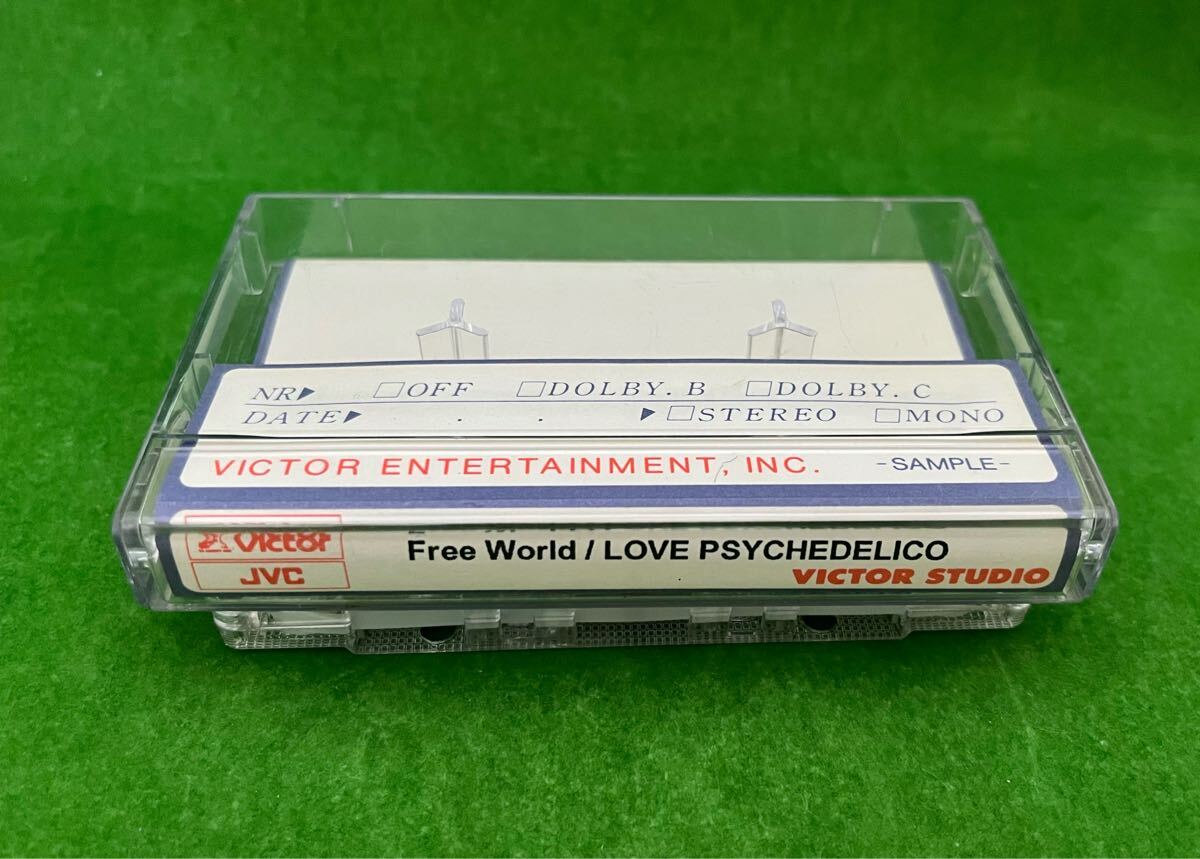 NR▶ □OFF □DOLBY. B □DOLBY. C
DATE▶ . . ▶□STEREO □MONO
VICTOR ENTERTAINMENT, INC. -SAMPLE-
Victor
JVC
Free World / LOVE PSYCHEDELICO
VICTOR STUDIO